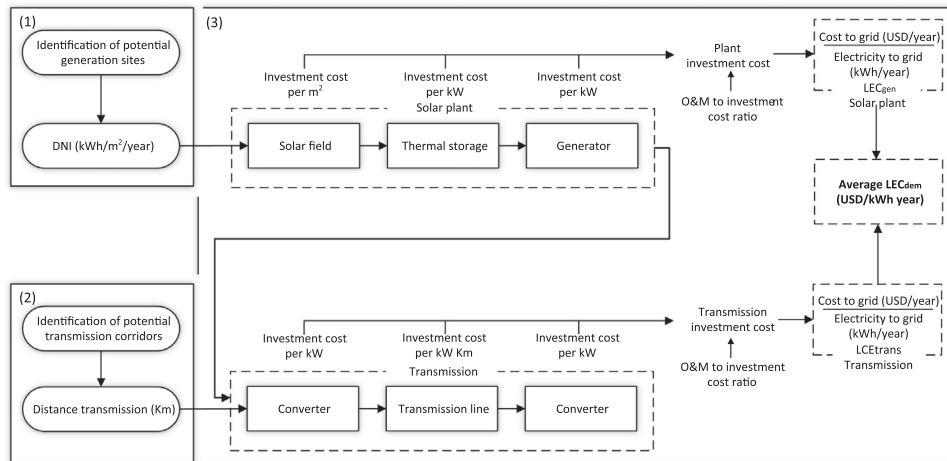 (1)
Identification of potential
generation sites
DNI (kWh/m²/year)
(3)
Investment cost
per m²
Investment cost
per kW
Investment cost
per kW
Solar plant
Solar field
Thermal storage
Generator
Plant
investment cost
O&M to investment
cost ratio
Cost to grid (USD/year)
Electricity to grid
(kWh/year)
LECgen
Solar plant
Average LECdem
(USD/kWh year)
(2)
Identification of potential
transmission corridors
Distance transmission (Km)
Investment cost
per kW
Investment cost
per kW Km
Investment cost
per kW
Transmission
Converter
Transmission line
Converter
Transmission
investment cost
O&M to investment
cost ratio
Cost to grid (USD/year)
Electricity to grid
(kWh/year)
LCEtrans
Transmission